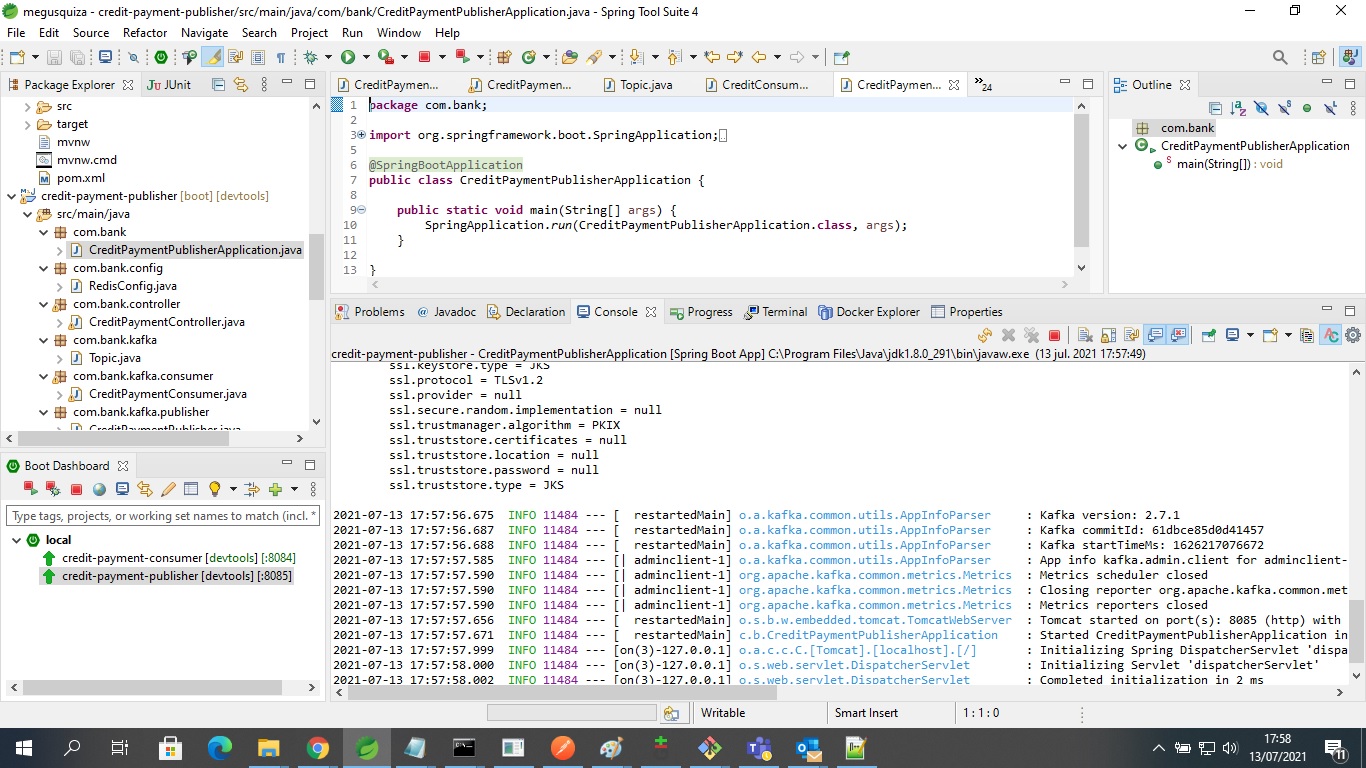 megusquiza - credit-payment-publisher/src/main/java/com/bank/CreditPaymentPublisherApplication.java - Spring Tool Suite 4
File Edit Source Refactor Navigate Search Project Run Window Help
Package Explorer JUnit
src
target
mvnw
mvnw.cmd
pom.xml
credit-payment-publisher [boot] [devtools]
src/main/java
com.bank
CreditPaymentPublisherApplication.java
com.bank.config
RedisConfig.java
com.bank.controller
CreditPaymentController.java
com.bank.kafka
Topic.java
com.bank.kafka.consumer
CreditPaymentConsumer.java
com.bank.kafka.publisher
CreditPaymentPublisher.java
Boot Dashboard
Type tags, projects, or working set names to match (incl. *
local
credit-payment-consumer [devtools] [:8084]
credit-payment-publisher [devtools] [:8085]
CreditPaymen... CreditPaymen... Topic.java CreditConsum... CreditPaymen... »24
1 package com.bank;
2
3 import org.springframework.boot.SpringApplication;
5
6 @SpringBootApplication
7 public class CreditPaymentPublisherApplication {
8
9 public static void main(String[] args) {
10 SpringApplication.run(CreditPaymentPublisherApplication.class, args);
11 }
12
13 }
Outline
com.bank
CreditPaymentPublisherApplication
main(String[]) : void
Problems @ Javadoc Declaration Console Progress Terminal Docker Explorer Properties
credit-payment-publisher - CreditPaymentPublisherApplication [Spring Boot App] C:\Program Files\Java\jdk1.8.0_291\bin\javaw.exe (13 jul. 2021 17:57:49)
ssl.keystore.type = JKS
ssl.protocol = TLSv1.2
ssl.provider = null
ssl.secure.random.implementation = null
ssl.trustmanager.algorithm = PKIX
ssl.truststore.certificates = null
ssl.truststore.location = null
ssl.truststore.password = null
ssl.truststore.type = JKS
2021-07-13 17:57:56.675 INFO 11484 --- [ restartedMain] o.a.kafka.common.utils.AppInfoParser : Kafka version: 2.7.1
2021-07-13 17:57:56.687 INFO 11484 --- [ restartedMain] o.a.kafka.common.utils.AppInfoParser : Kafka commitId: 61dbce85d0d41457
2021-07-13 17:57:56.688 INFO 11484 --- [ restartedMain] o.a.kafka.common.utils.AppInfoParser : Kafka startTimeMs: 1626217076672
2021-07-13 17:57:57.585 INFO 11484 --- [| adminclient-1] o.a.kafka.common.utils.AppInfoParser : App info kafka.admin.client for adminclient-
2021-07-13 17:57:57.590 INFO 11484 --- [| adminclient-1] org.apache.kafka.common.metrics.Metrics : Metrics scheduler closed
2021-07-13 17:57:57.590 INFO 11484 --- [| adminclient-1] org.apache.kafka.common.metrics.Metrics : Closing reporter org.apache.kafka.common.met
2021-07-13 17:57:57.590 INFO 11484 --- [| adminclient-1] org.apache.kafka.common.metrics.Metrics : Metrics reporters closed
2021-07-13 17:57:57.656 INFO 11484 --- [ restartedMain] o.s.b.w.embedded.tomcat.TomcatWebServer : Tomcat started on port(s): 8085 (http) with
2021-07-13 17:57:57.671 INFO 11484 --- [ restartedMain] c.b.CreditPaymentPublisherApplication : Started CreditPaymentPublisherApplication in
2021-07-13 17:57:57.999 INFO 11484 --- [on(3)-127.0.0.1] o.a.c.c.C.[Tomcat].[localhost].[/] : Initializing Spring DispatcherServlet 'dispa
2021-07-13 17:57:58.000 INFO 11484 --- [on(3)-127.0.0.1] o.s.web.servlet.DispatcherServlet : Initializing Servlet 'dispatcherServlet'
2021-07-13 17:57:58.002 INFO 11484 --- [on(3)-127.0.0.1] o.s.web.servlet.DispatcherServlet : Completed initialization in 2 ms
Writable Smart Insert 1 : 1 : 0
17:58
13/07/2021
11